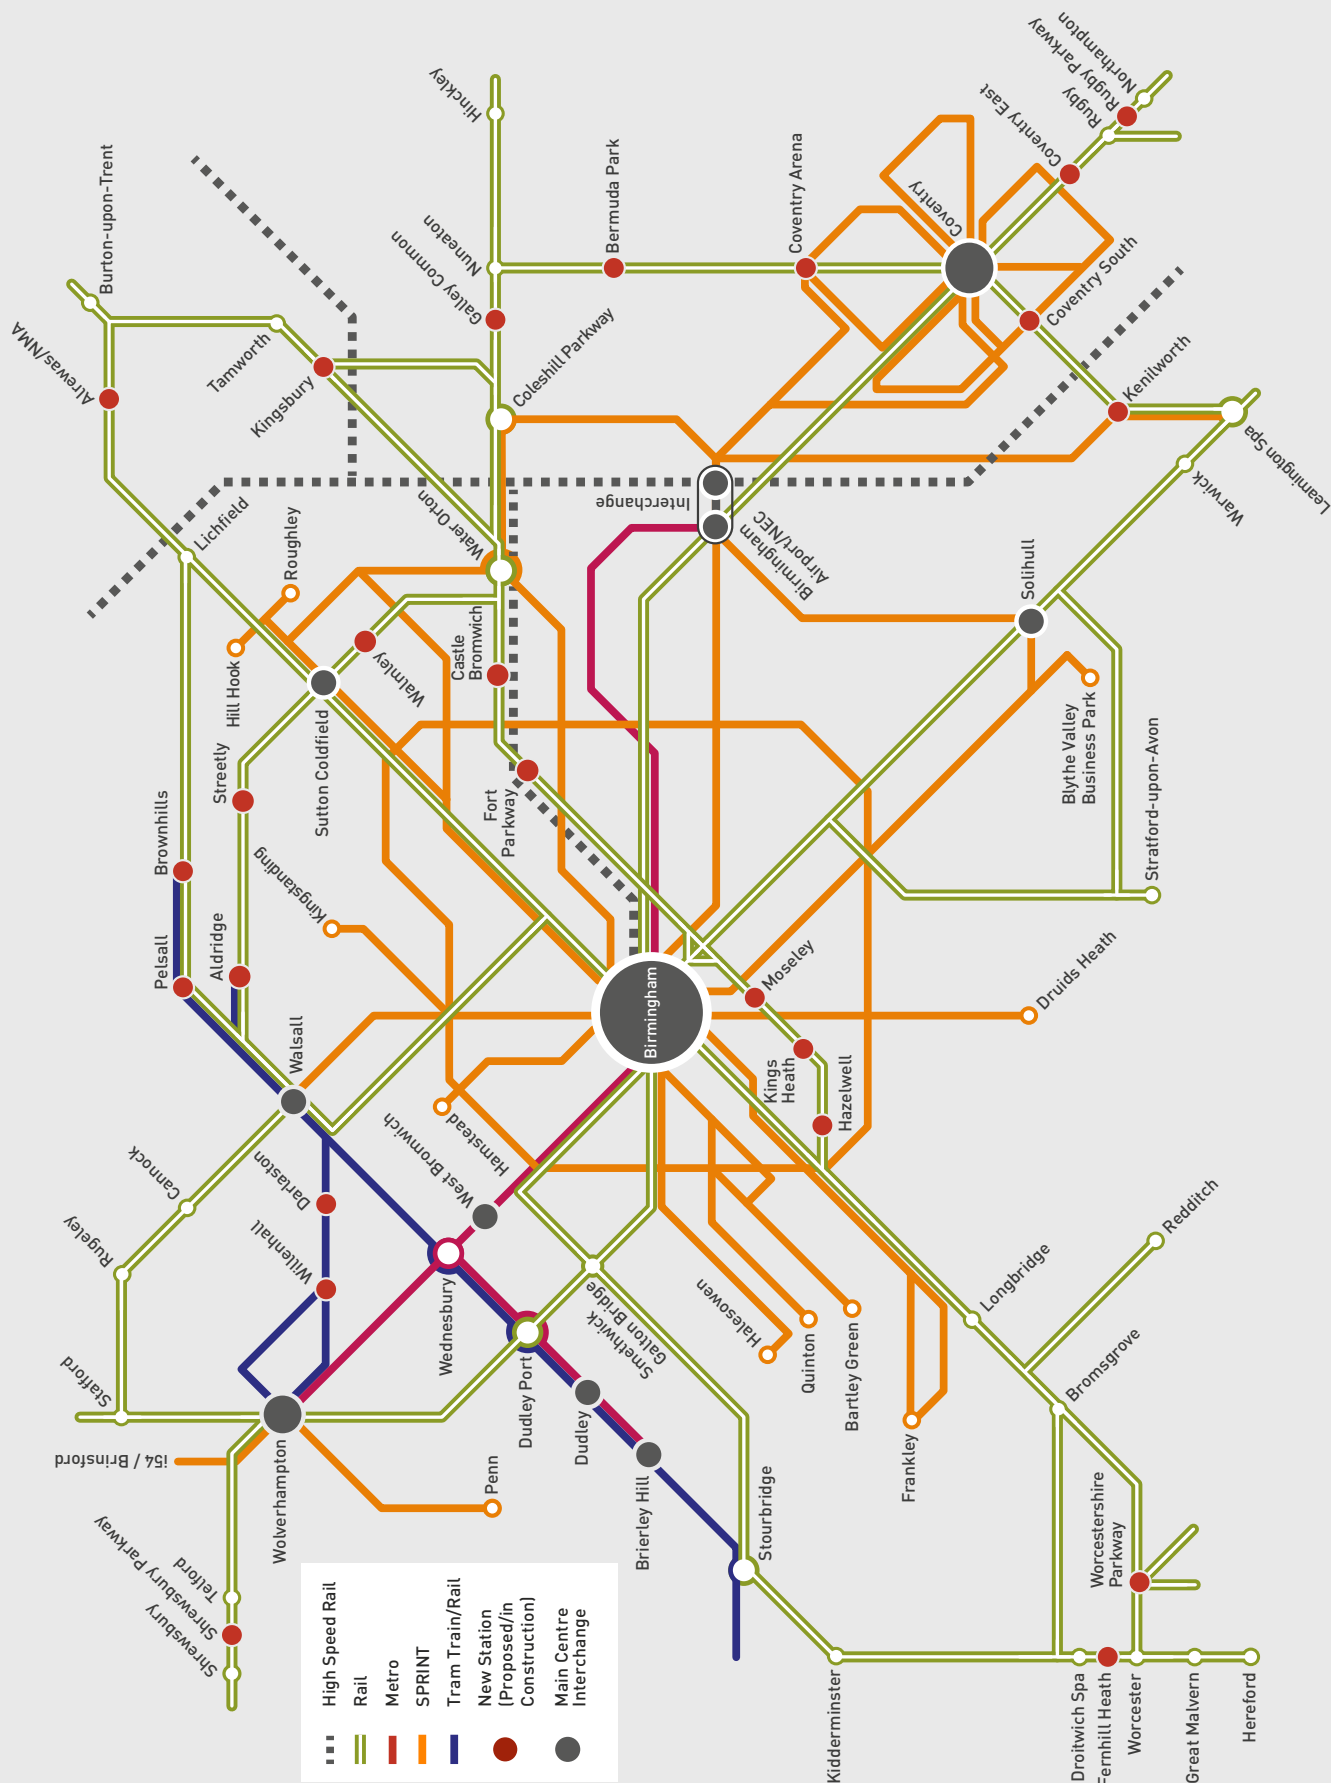 Northampton
Rugby Parkway
Rugby
Coventry East
Hinckley
Burton-upon-Trent
Bermuda Park
Coventry Arena
Coventry
Nuneaton
Galley Common
Coventry South
Alrewas/NMA
Tamworth
Kingsbury
Coleshill Parkway
Kenilworth
Leamington Spa
Warwick
Interchange
Birmingham
Airport/NEC
Water Orton
Lichfield
Roughley
Hill Hook
Walmley
Castle
Bromwich
Solihull
Blythe Valley
Business Park
Stratford-upon-Avon
Streetly
Sutton Coldfield
Fort
Parkway
Brownhills
Kingstanding
Pelsall
Aldridge
Walsall
Birmingham
Moseley
Druids Heath
Kings
Heath
Hazelwell
Hamstead
West Bromwich
Cannock
Darlaston
Rugeley
Willenhall
Wednesbury
Smethwick
Galton Bridge
Halesowen
Quinton
Bartley Green
Longbridge
Redditch
Bromsgrove
Stafford
Dudley Port
Dudley
Frankley
i54 / Brinsford
Wolverhampton
Penn
Brierley Hill
Stourbridge
Worcestershire
Parkway
Telford
Shrewsbury Parkway
Shrewsbury
Kidderminster
Droitwich Spa
Fernhill Heath
Worcester
Great Malvern
Hereford
High Speed Rail
Rail
Metro
SPRINT
Tram Train/Rail
New Station
(Proposed/in
Construction)
Main Centre
Interchange